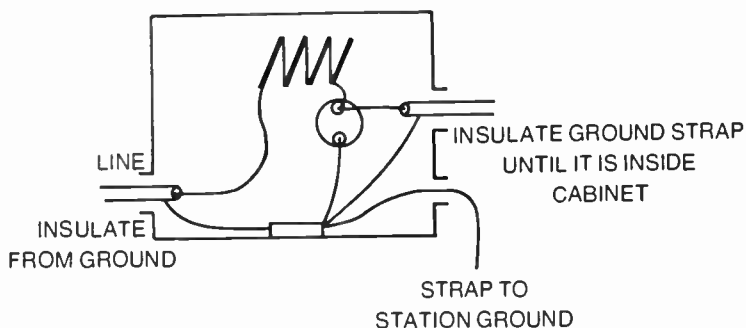 LINE
INSULATE
FROM GROUND
INSULATE GROUND STRAP
UNTIL IT IS INSIDE
CABINET
STRAP TO
STATION GROUND